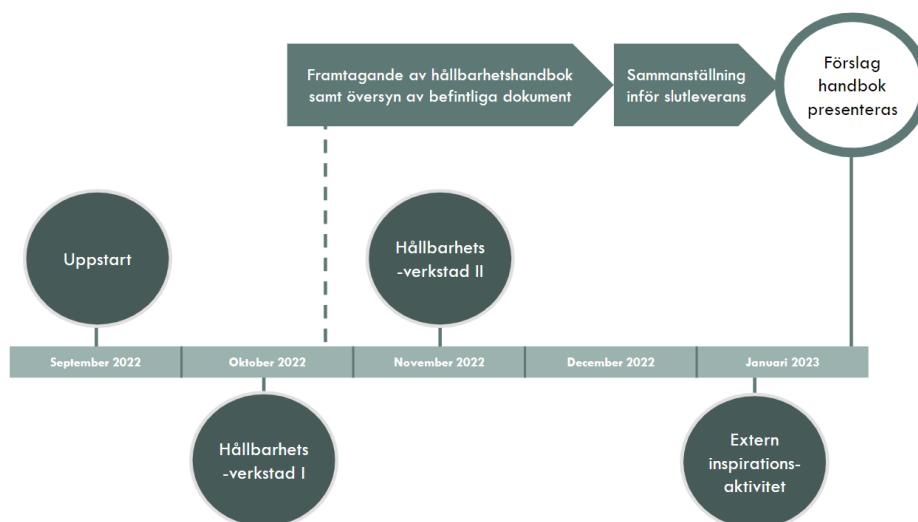 Framtagande av hållbarhetshandbok
samt översyn av befintliga dokument
Sammanställning
inför slutleverans
Förslag
handbok
presenteras
Uppstart
Hållbarhets
-verkstad II
September 2022
Oktober 2022
November 2022
December 2022
Januari 2023
Hållbarhets
-verkstad I
Extern
inspirations-
aktivitet